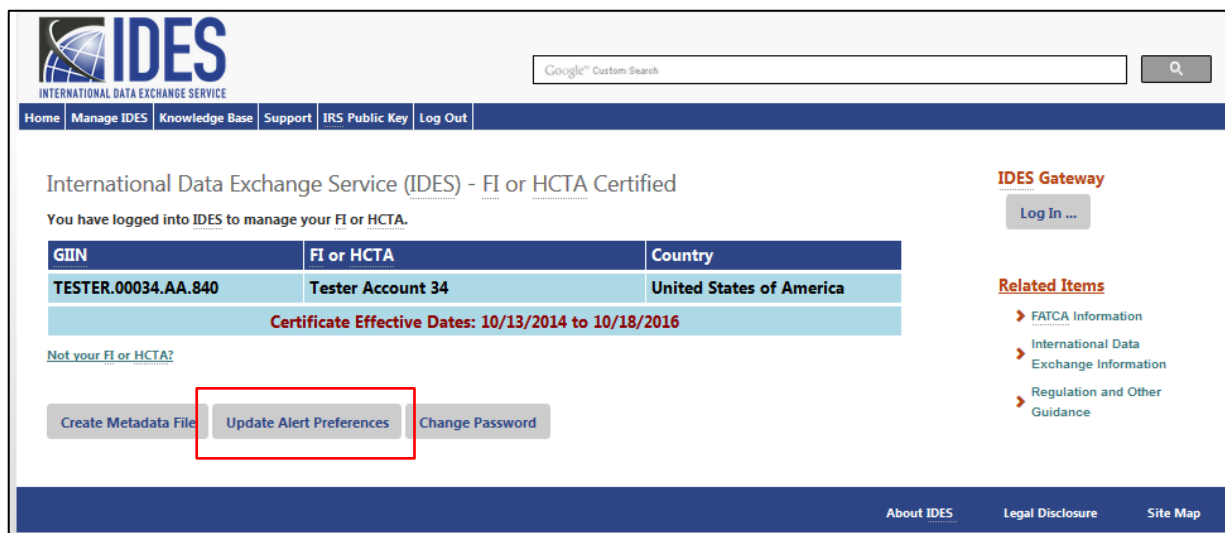 IDES
INTERNATIONAL DATA EXCHANGE SERVICE
Google™ Custom Search
Home Manage IDES Knowledge Base Support IRS Public Key Log Out
International Data Exchange Service (IDES) - FI or HCTA Certified
You have logged into IDES to manage your FI or HCTA.
GIIN FI or HCTA Country
TESTER.00034.AA.840 Tester Account 34 United States of America
Certificate Effective Dates: 10/13/2014 to 10/18/2016
Not your FI or HCTA?
Create Metadata File Update Alert Preferences Change Password
IDES Gateway
Log In ...
Related Items
FATCA Information
International Data
Exchange Information
Regulation and Other
Guidance
About IDES Legal Disclosure Site Map